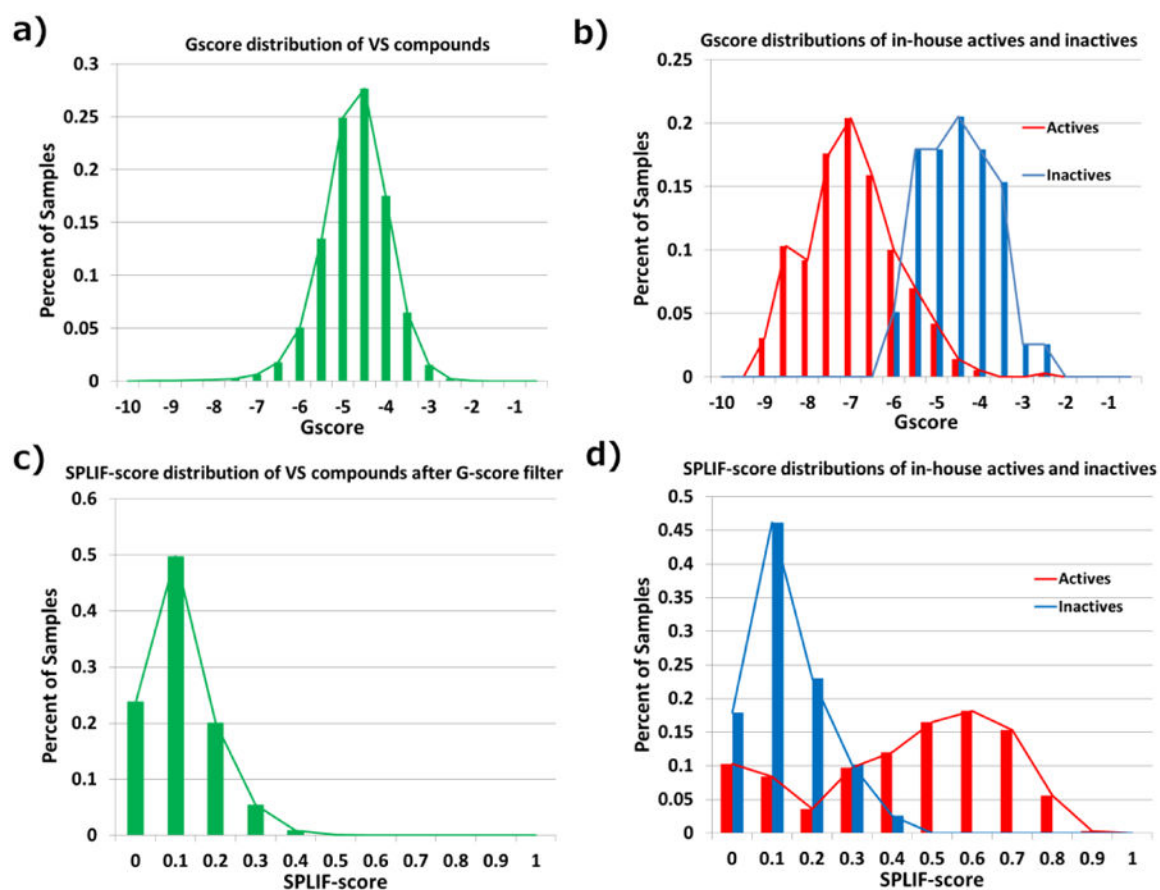 a)
Gscore distribution of VS compounds
Percent of Samples
0.3
0.25
0.2
0.15
0.1
0.05
0
-10 -9 -8 -7 -6 -5 -4 -3 -2 -1
Gscore
b)
Gscore distributions of in-house actives and inactives
Percent of Samples
0.25
0.2
0.15
0.1
0.05
0
Actives
Inactives
-10 -9 -8 -7 -6 -5 -4 -3 -2 -1
Gscore
c)
SPLIF-score distribution of VS compounds after G-score filter
Percent of Samples
0.6
0.5
0.4
0.3
0.2
0.1
0
0 0.1 0.2 0.3 0.4 0.5 0.6 0.7 0.8 0.9 1
SPLIF-score
d)
SPLIF-score distributions of in-house actives and inactives
Percent of Samples
0.5
0.45
0.4
0.35
0.3
0.25
0.2
0.15
0.1
0.05
0
Actives
Inactives
0 0.1 0.2 0.3 0.4 0.5 0.6 0.7 0.8 0.9 1
SPLIF-score